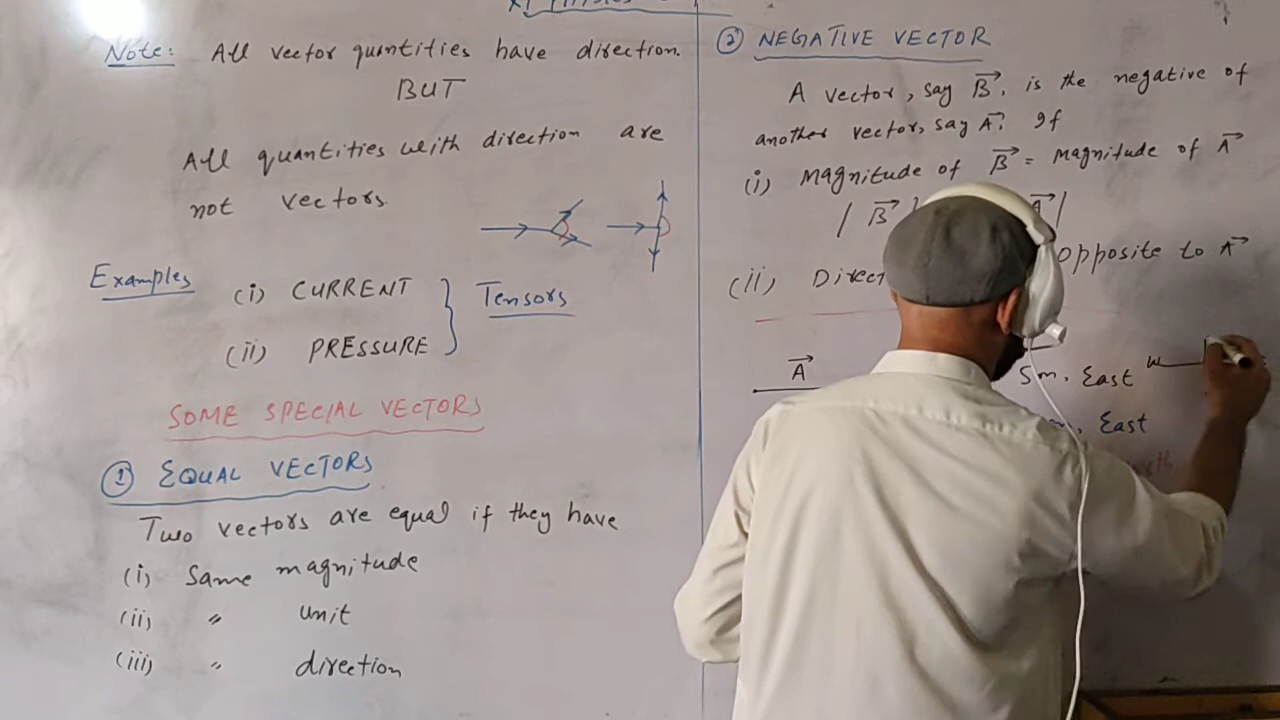 Note: All vector quantities have direction.
BUT
All quantities with direction are
not vectors.
Examples (i) CURRENT
(ii) PRESSURE
Tensors
SOME SPECIAL VECTORS
① EQUAL VECTORS
Two vectors are equal if they have
(i) Same magnitude
(ii) " unit
(iii) " direction
② NEGATIVE VECTOR
A vector, say B⃗, is the negative of
another vector, say A⃗, If
(i) Magnitude of B⃗ = Magnitude of A⃗
| B⃗ | A⃗ |
(ii) Direct opposite to A⃗
A⃗ 5m, East W
East